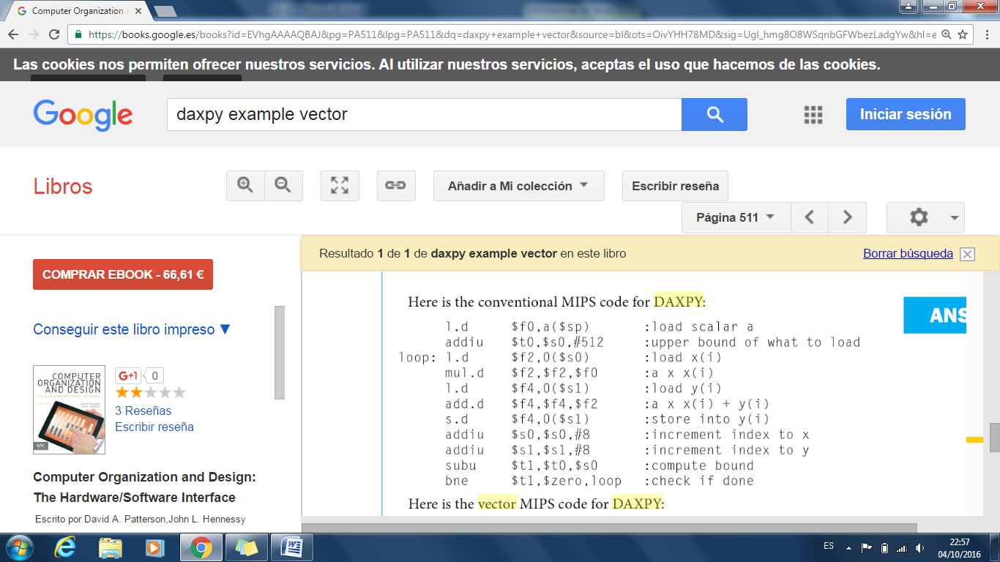 Computer Organization a
https://books.google.es/books?id=EVhgAAAAQBAJ&pg=PA511&lpg=PA511&dq=daxpy+example+vector&source=bl&ots=OivYHH78MD&sig=Ugl_hmg8O8WSqnbGFWbezLadgYw&hl=e
Las cookies nos permiten ofrecer nuestros servicios. Al utilizar nuestros servicios, aceptas el uso que hacemos de las cookies.
Google
daxpy example vector
Iniciar sesión
Libros
Añadir a Mi colección
Escribir reseña
Página 511
COMPRAR EBOOK - 66,61 €
Conseguir este libro impreso ▼
COMPUTER
ORGANIZATION
AND DESIGN
MK
G+1 0
3 Reseñas
Escribir reseña
Computer Organization and Design:
The Hardware/Software Interface
Escrito por David A. Patterson,John L. Hennessy
Resultado 1 de 1 de daxpy example vector en este libro
Borrar búsqueda
Here is the conventional MIPS code for DAXPY:
ANS
l.d $f0,a($sp) :load scalar a
addiu $t0,$s0,#512 :upper bound of what to load
loop: l.d $f2,0($s0) :load x(i)
mul.d $f2,$f2,$f0 :a x x(i)
l.d $f4,0($s1) :load y(i)
add.d $f4,$f4,$f2 :a x x(i) + y(i)
s.d $f4,0($s1) :store into y(i)
addiu $s0,$s0,#8 :increment index to x
addiu $s1,$s1,#8 :increment index to y
subu $t1,$t0,$s0 :compute bound
bne $t1,$zero,loop :check if done
Here is the vector MIPS code for DAXPY:
ES
22:57
04/10/2016